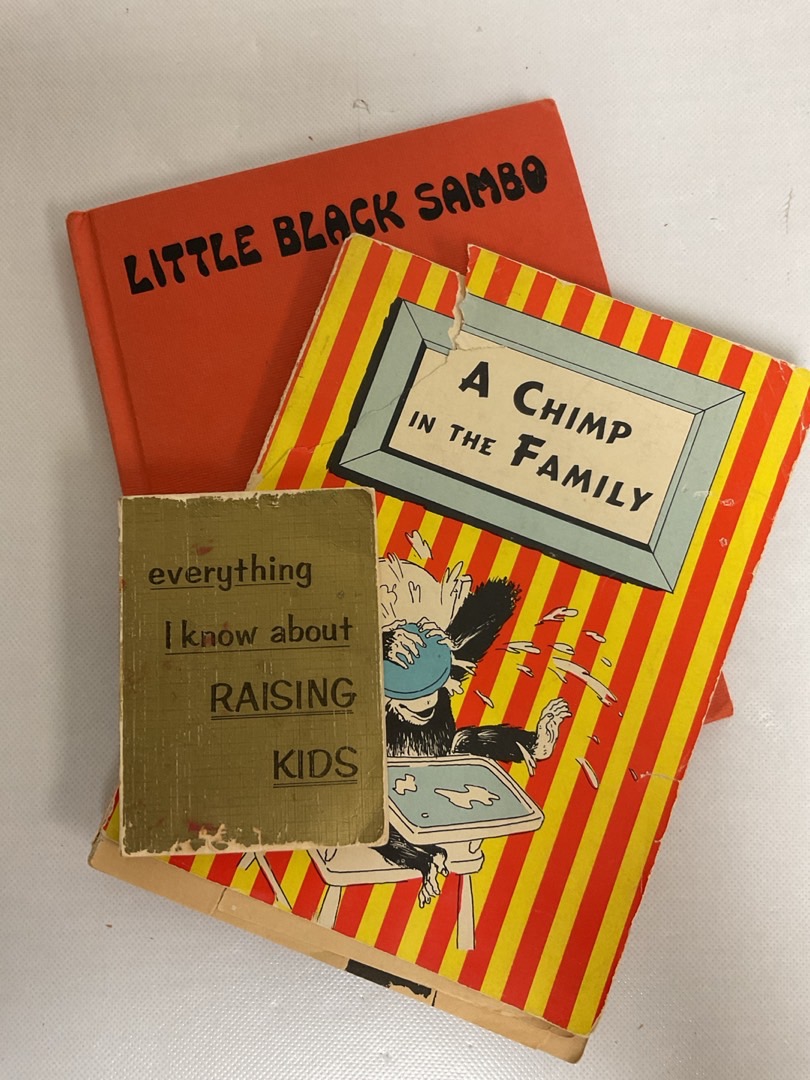 LITTLE BLACK SAMBO
A CHIMP
IN THE FAMILY
everything
I know about
RAISING
KIDS